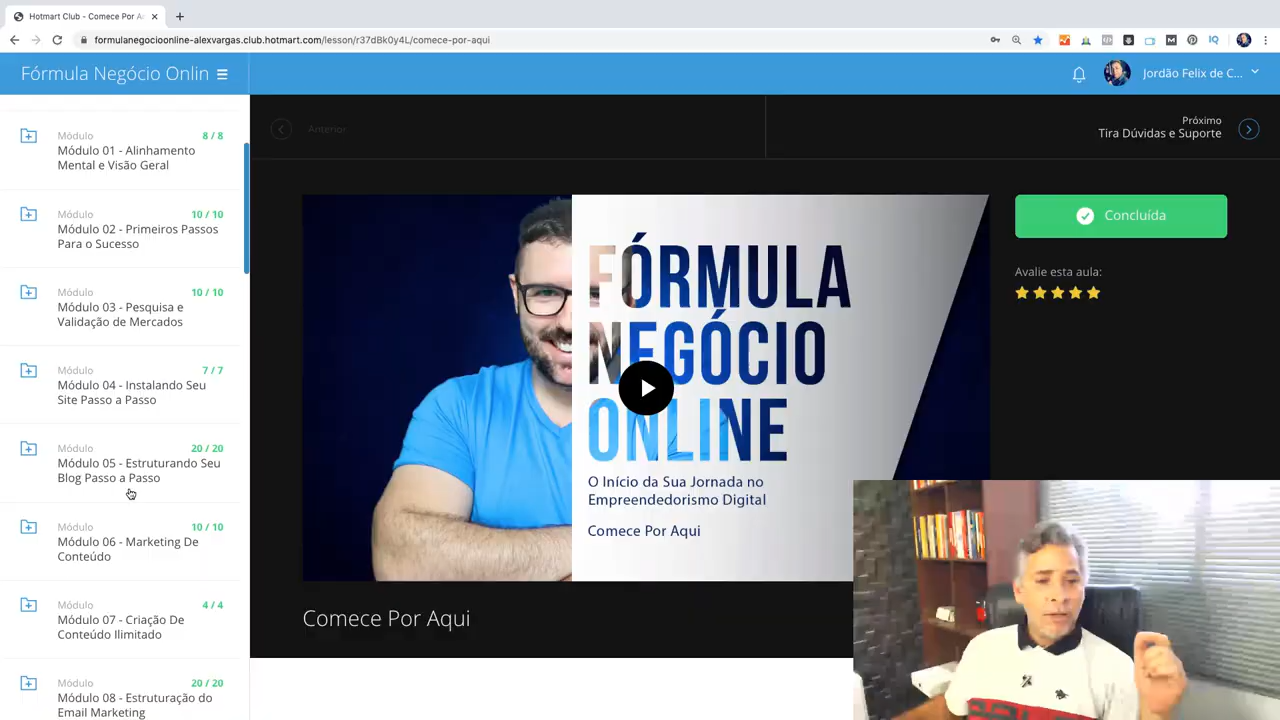 Hotmart Club - Comece Por A
formulanegocioonline-alexvargas.club.hotmart.com/lesson/r37dBk0y4L/comece-por-aqui
Fórmula Negócio Onlin
Jordão Felix de C...
Módulo 8 / 8
Módulo 01 - Alinhamento
Mental e Visão Geral
Módulo 10 / 10
Módulo 02 - Primeiros Passos
Para o Sucesso
Módulo 10 / 10
Módulo 03 - Pesquisa e
Validação de Mercados
Módulo 7 / 7
Módulo 04 - Instalando Seu
Site Passo a Passo
Módulo 20 / 20
Módulo 05 - Estruturando Seu
Blog Passo a Passo
Módulo 10 / 10
Módulo 06 - Marketing De
Conteúdo
Módulo 4 / 4
Módulo 07 - Criação De
Conteúdo Ilimitado
Módulo 20 / 20
Módulo 08 - Estruturação do
Email Marketing
Anterior
Próximo
Tira Dúvidas e Suporte
FÓRMULA
NEGÓCIO
ONLINE
O Início da Sua Jornada no
Empreendedorismo Digital
Comece Por Aqui
Concluída
Avalie esta aula:
Comece Por Aqui